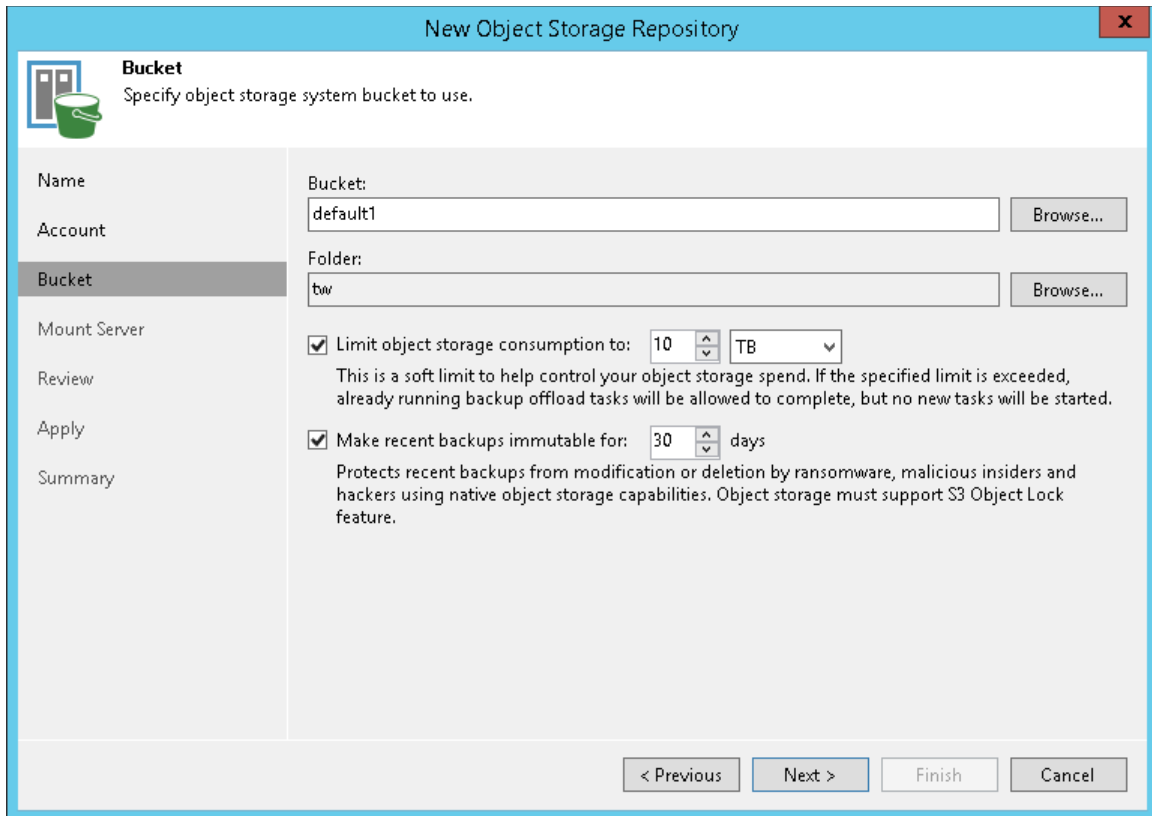 New Object Storage Repository
x
Bucket
Specify object storage system bucket to use.
Name
Account
Bucket
Mount Server
Review
Apply
Summary
Bucket:
default1
Browse...
Folder:
tw
Browse...
Limit object storage consumption to: 10 TB
This is a soft limit to help control your object storage spend. If the specified limit is exceeded,
already running backup offload tasks will be allowed to complete, but no new tasks will be started.
Make recent backups immutable for: 30 days
Protects recent backups from modification or deletion by ransomware, malicious insiders and
hackers using native object storage capabilities. Object storage must support S3 Object Lock
feature.
< Previous
Next >
Finish
Cancel